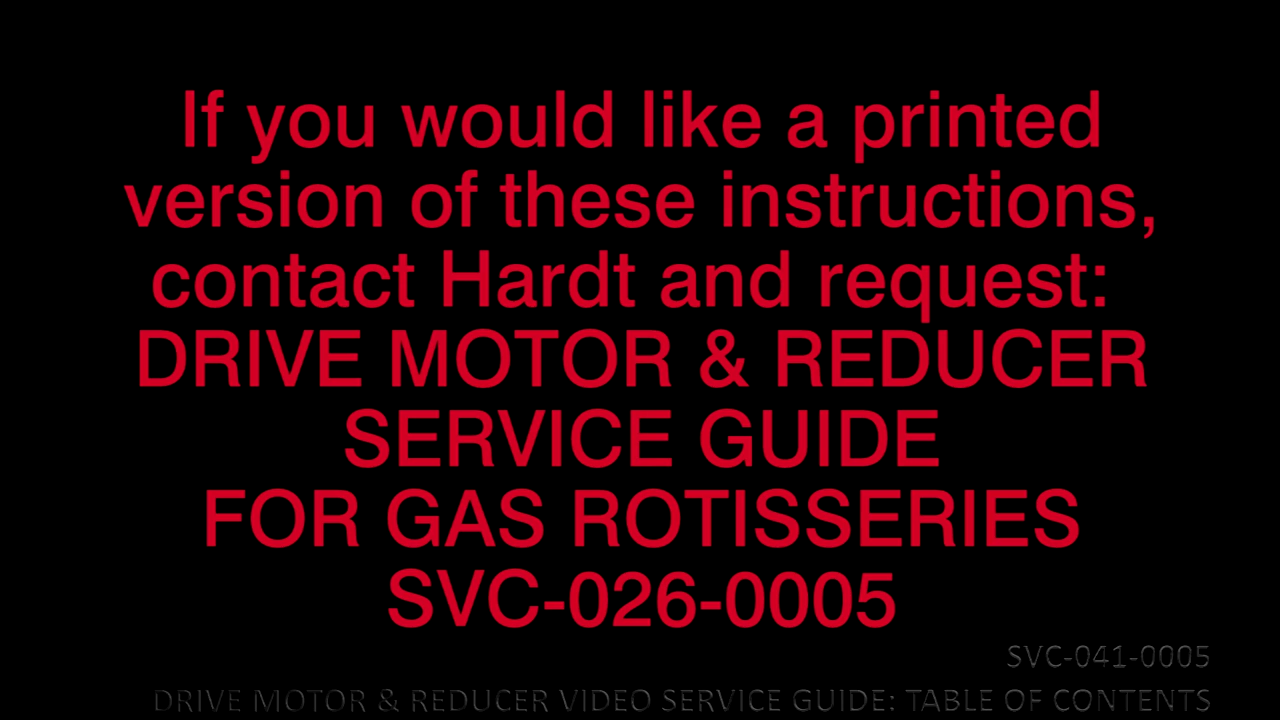 If you would like a printed
version of these instructions,
contact Hardt and request:
DRIVE MOTOR & REDUCER
SERVICE GUIDE
FOR GAS ROTISSERIES
SVC-026-0005
SVC-041-0005
DRIVE MOTOR & REDUCER VIDEO SERVICE GUIDE: TABLE OF CONTENTS